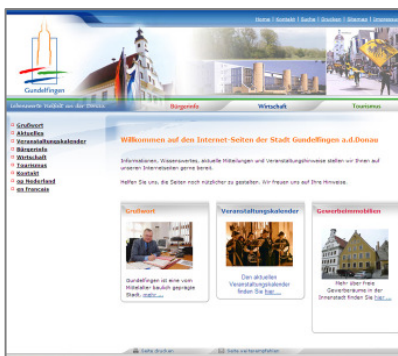 Home | Kontakt | Suche | Drucken | Sitemap | Impressum
Gundelfingen
Lebenswerte Vielfalt an der Donau
Bürgerinfo
Wirtschaft
Tourismus
Grußwort
Aktuelles
Veranstaltungskalender
Bürgerinfo
Wirtschaft
Tourismus
Kontakt
op Nederland
en francais
Willkommen auf den Internet-Seiten der Stadt Gundelfingen a.d.Donau
Informationen, Wissenswertes, aktuelle Mitteilungen und Veranstaltungshinweise stellen wir Ihnen auf
unseren Internetseiten gerne bereit.
Helfen Sie uns, die Seiten noch nützlicher zu gestalten. Wir freuen uns auf Ihre Hinweise.
Grußwort
Gundelfingen ist eine vom
Mittelalter baulich geprägte
Stadt, mehr ...
Veranstaltungskalender
Den aktuellen
Veranstaltungskalender
finden Sie hier ...
Gewerbeimmobilien
Mehr über freie
Gewerberäume in der
Innenstadt finden Sie hier ...
Seite drucken
Seite weiterempfehlen